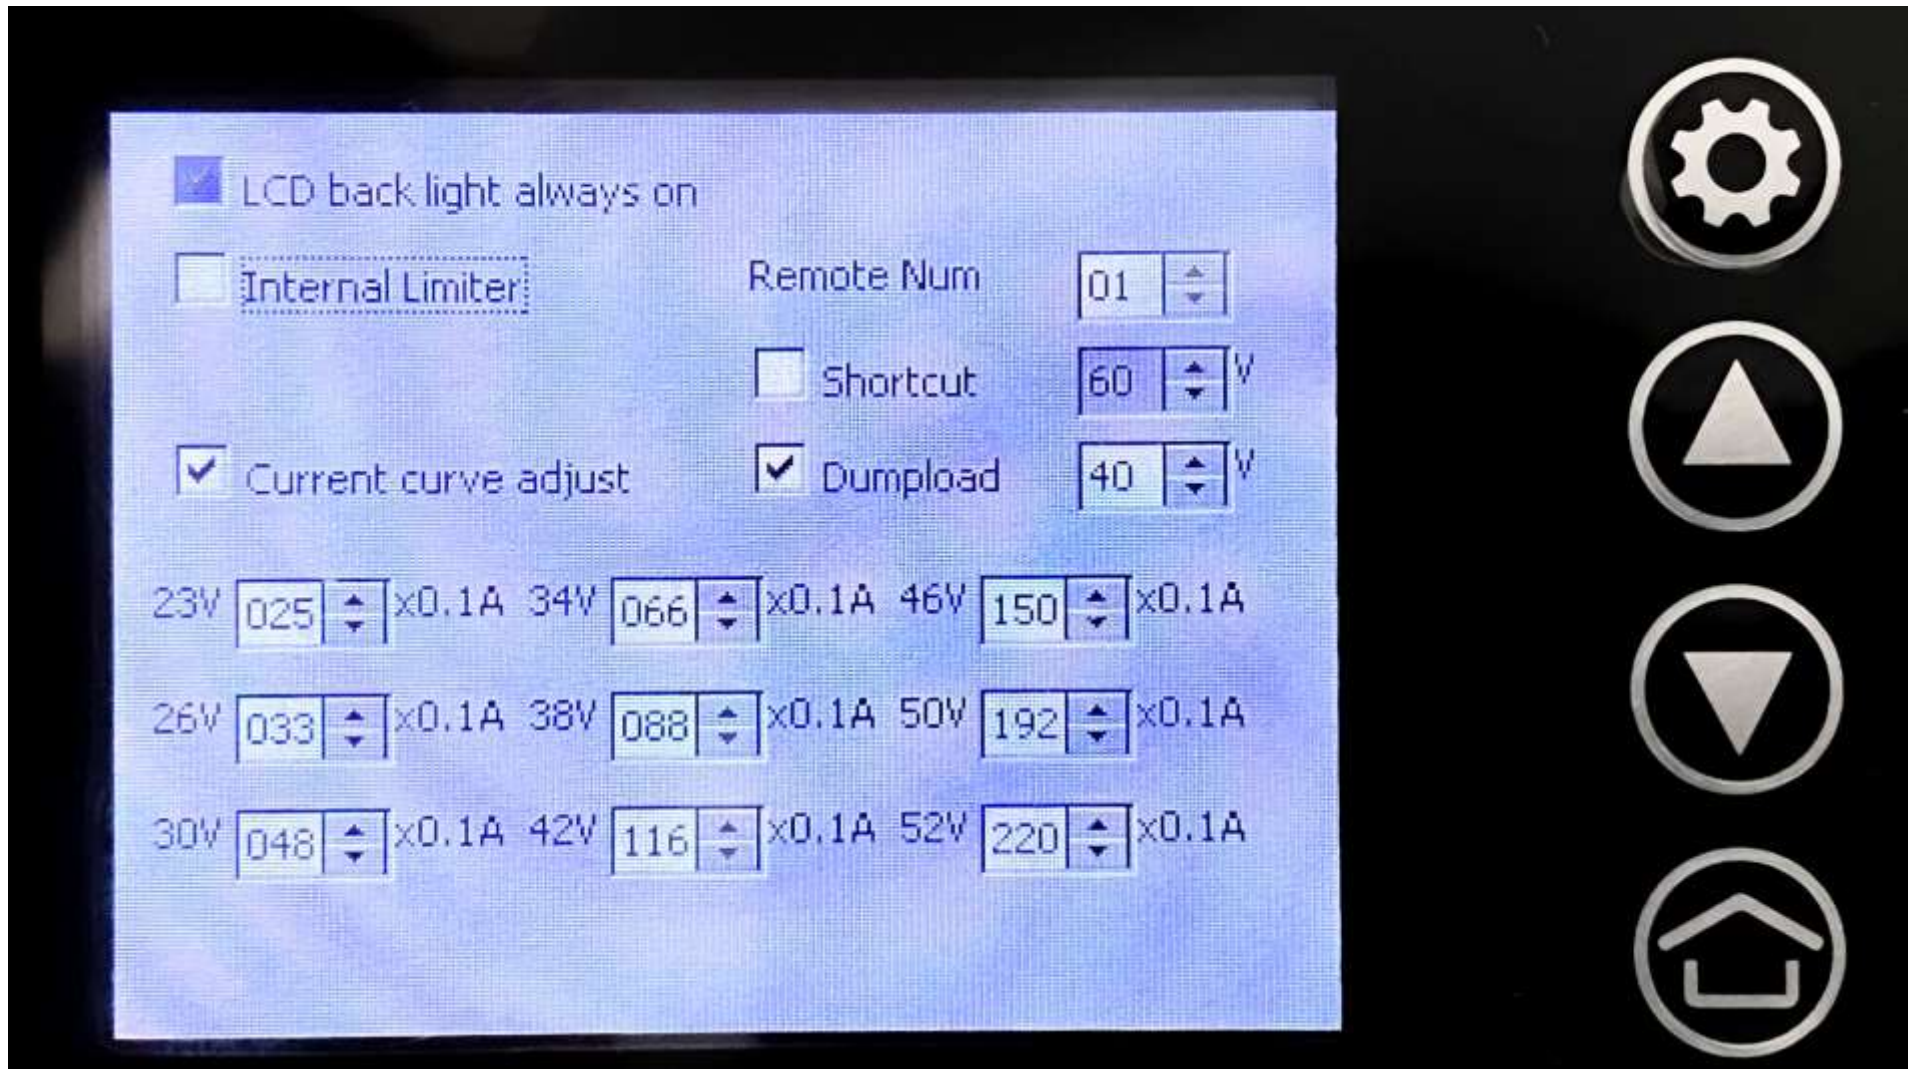 LCD back light always on
Internal Limiter
Remote Num 01
Shortcut 60 V
Current curve adjust
Dumpload 40 V
23V 025 x0.1A 34V 066 x0.1A 46V 150 x0.1A
26V 033 x0.1A 38V 088 x0.1A 50V 192 x0.1A
30V 048 x0.1A 42V 116 x0.1A 52V 220 x0.1A